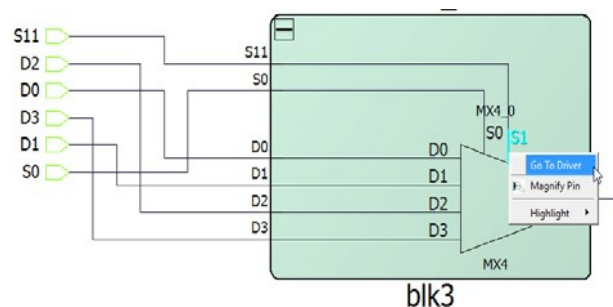 S11
D2
D0
D3
D1
S0
S11
S0
D0
D1
D2
D3
MX4_0
S0
S1
D0
D1
D2
D3
MX4
Go To Driver
Magnify Pin
Highlight
blk3